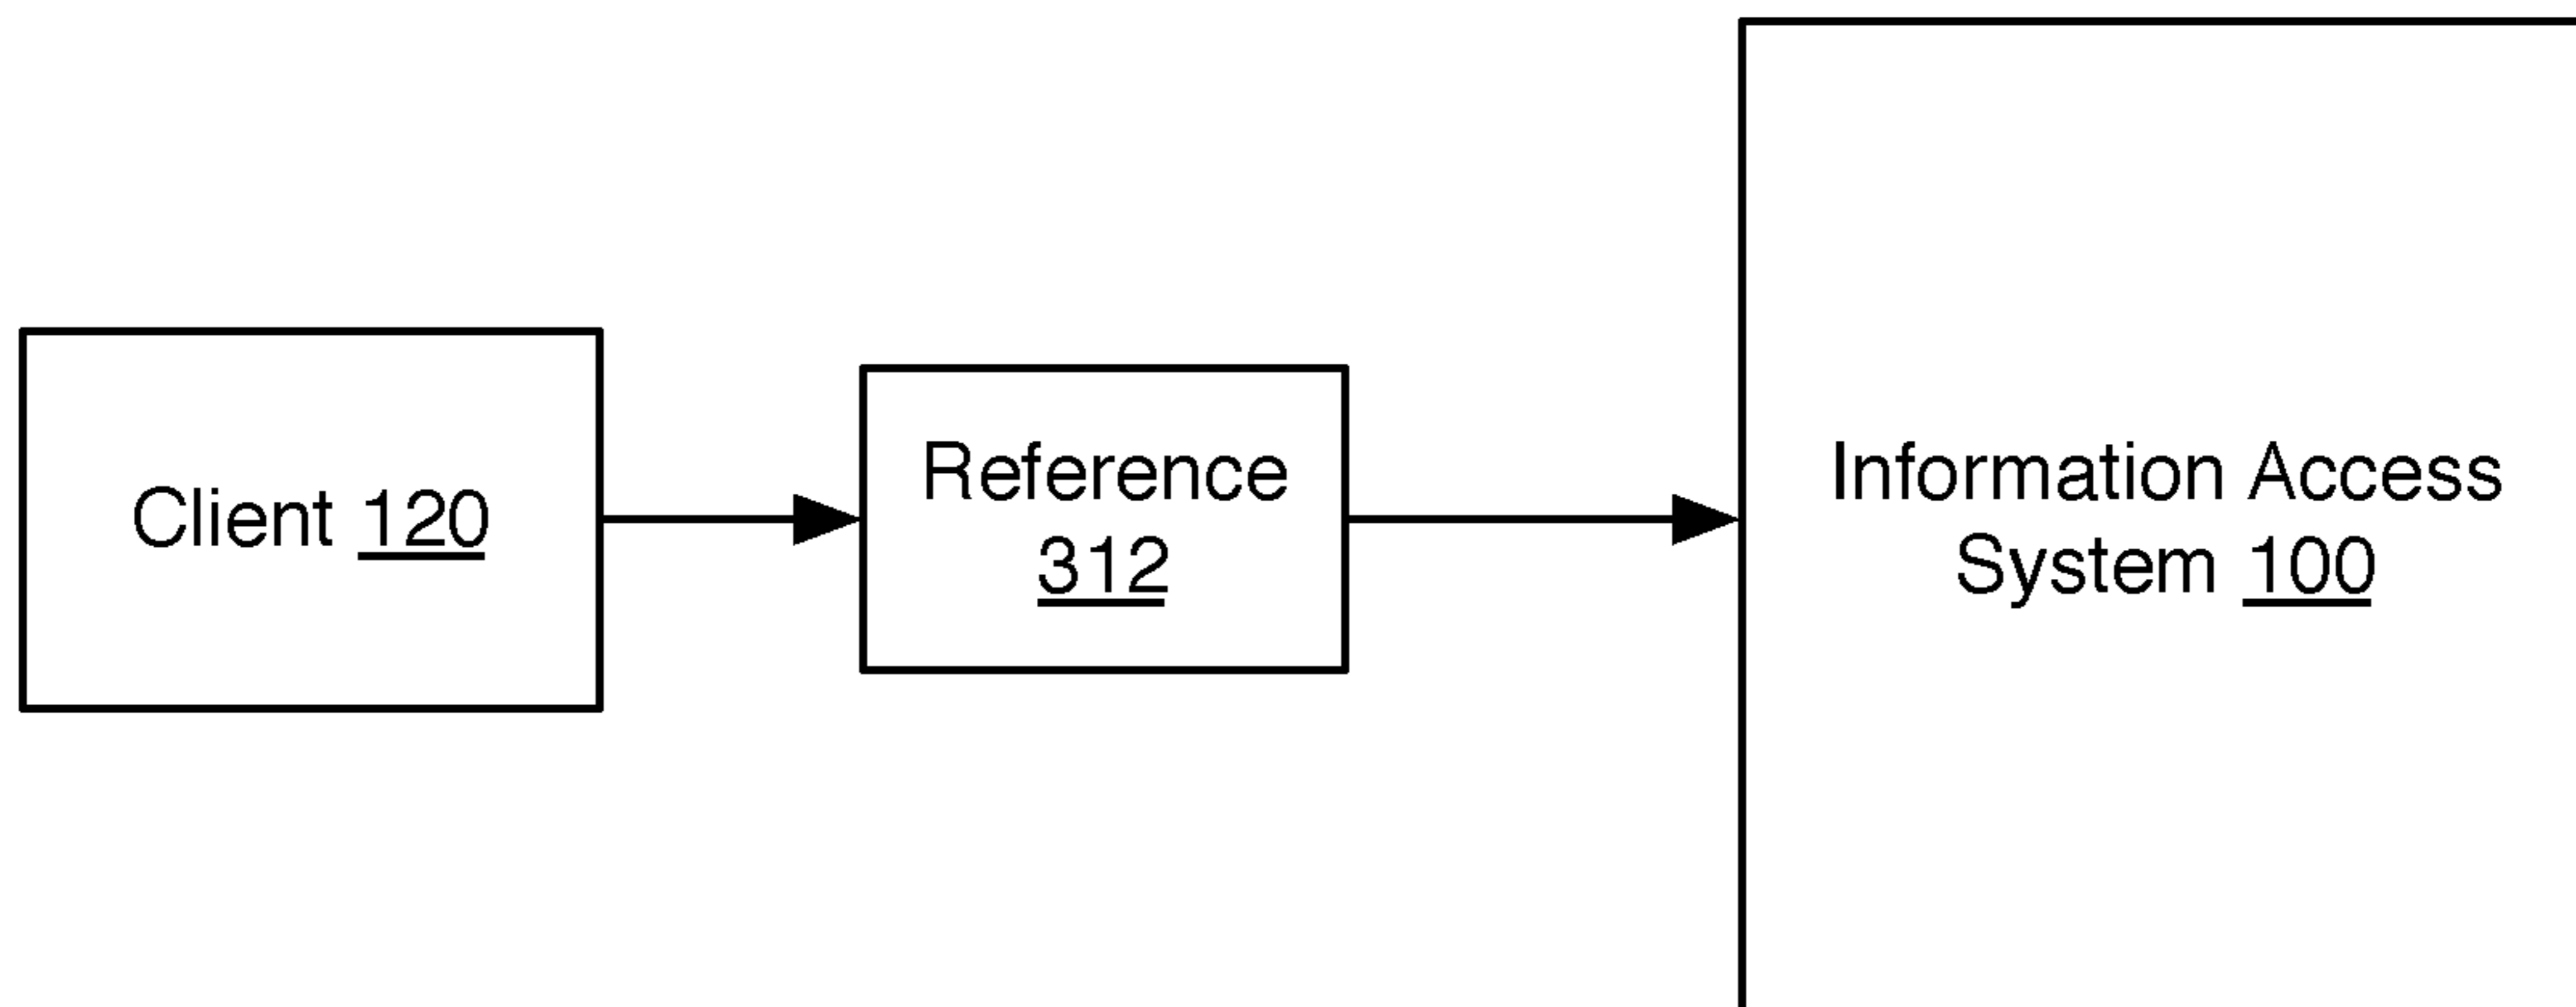 Client 120
Reference
312
Information Access
System 100